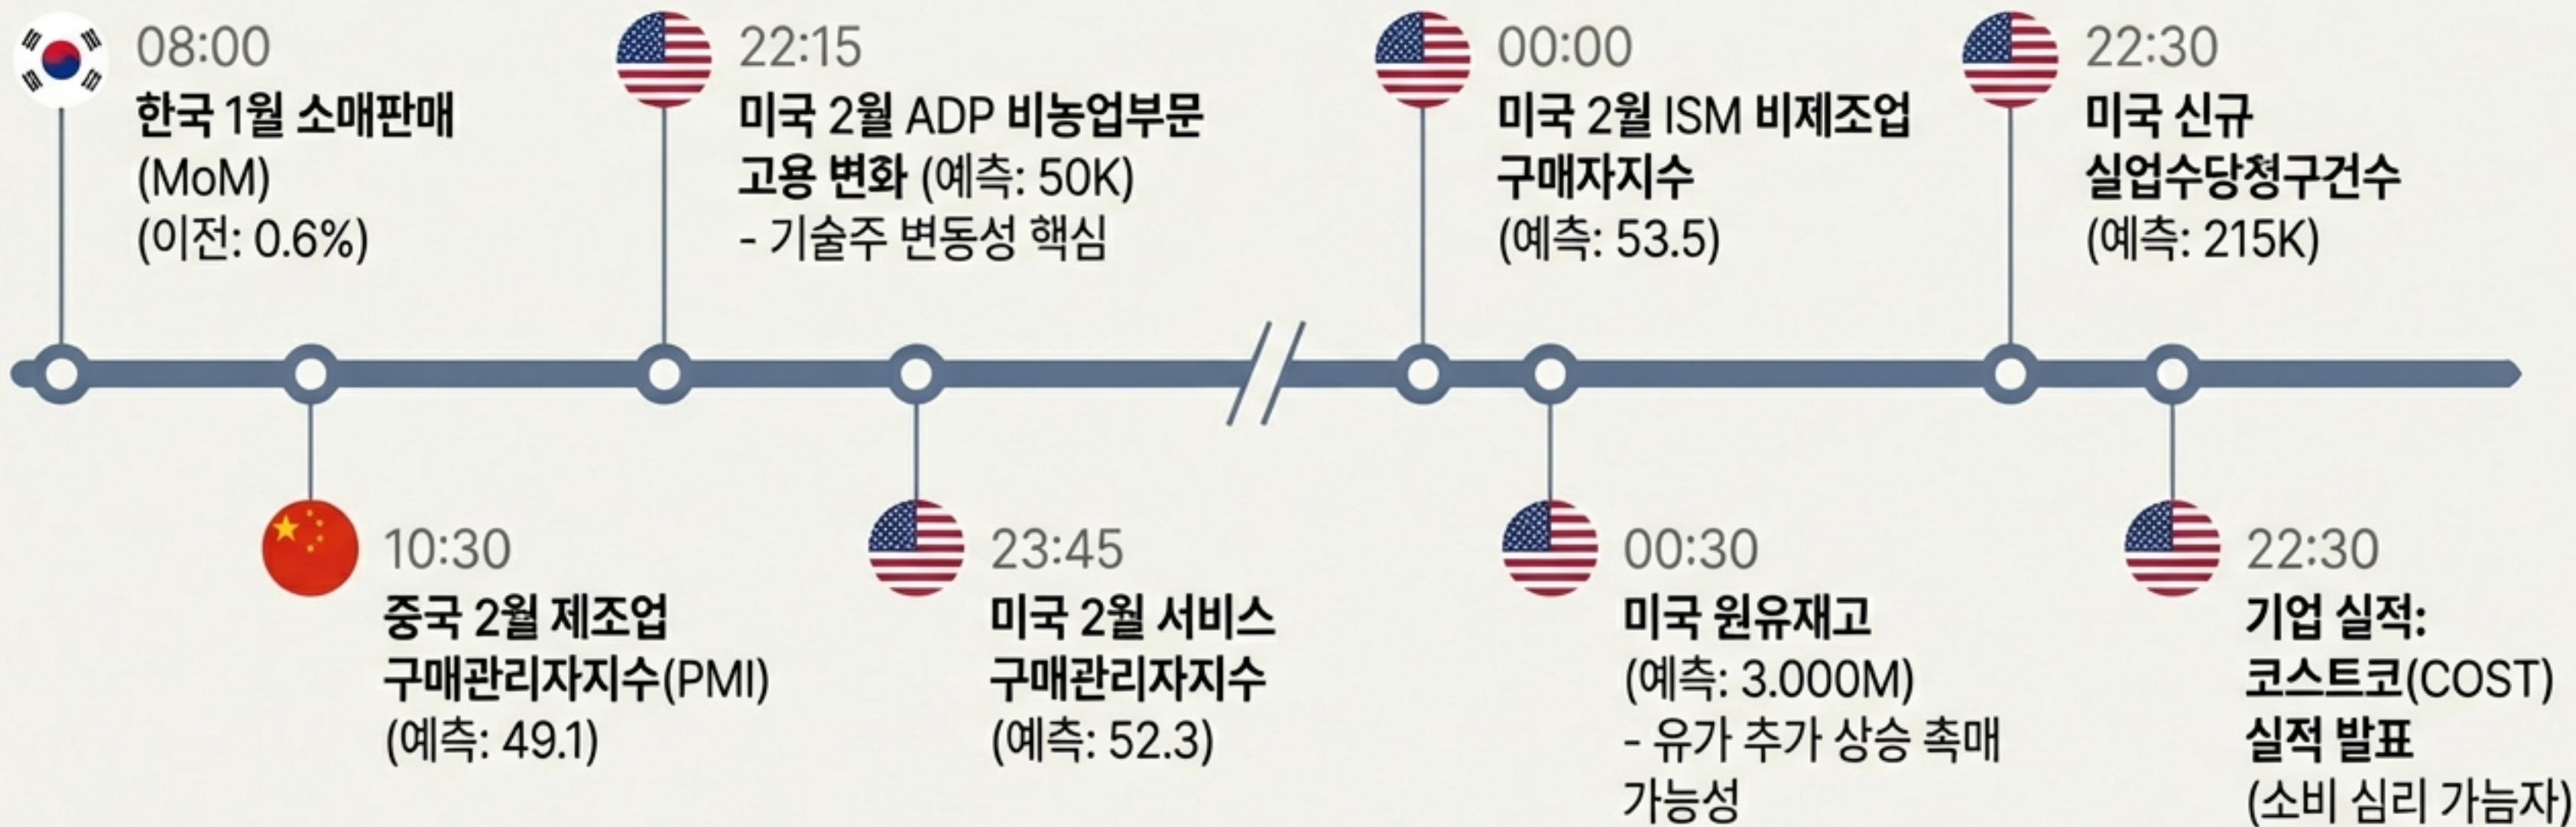 08:00
한국 1월 소매판매
(MoM)
(이전: 0.6%)
22:15
미국 2월 ADP 비농업부문
고용 변화 (예측: 50K)
- 기술주 변동성 핵심
00:00
미국 2월 ISM 비제조업
구매자지수
(예측: 53.5)
22:30
미국 신규
실업수당청구건수
(예측: 215K)
10:30
중국 2월 제조업
구매관리자지수(PMI)
(예측: 49.1)
23:45
미국 2월 서비스
구매관리자지수
(예측: 52.3)
00:30
미국 원유재고
(예측: 3.000M)
- 유가 추가 상승 촉매
가능성
22:30
기업 실적:
코스트코(COST)
실적 발표
(소비 심리 가늠자)